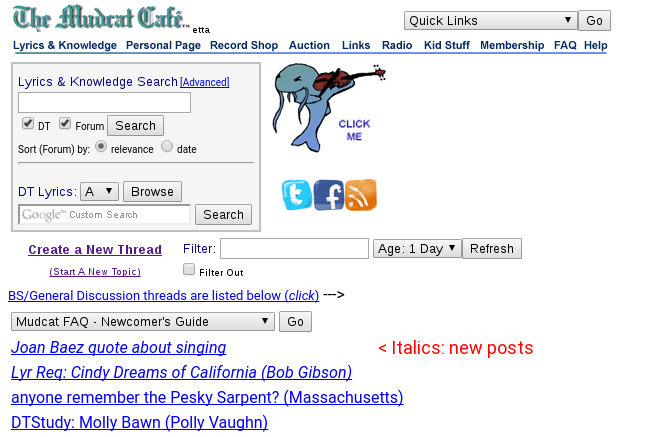 The Mudcat Café™ etta
Quick Links Go
Lyrics & Knowledge Personal Page Record Shop Auction Links Radio Kid Stuff Membership FAQ Help
Lyrics & Knowledge Search [Advanced]
DT Forum Search
Sort (Forum) by: relevance date
DT Lyrics: A Browse
Google™ Custom Search Search
CLICK
ME
Create a New Thread Filter: Age: 1 Day Refresh
(Start A New Topic) Filter Out
BS/General Discussion threads are listed below (click) --->
Mudcat FAQ - Newcomer's Guide Go
Joan Baez quote about singing < Italics: new posts
Lyr Req: Cindy Dreams of California (Bob Gibson)
anyone remember the Pesky Sarpent? (Massachusetts)
DTStudy: Molly Bawn (Polly Vaughn)